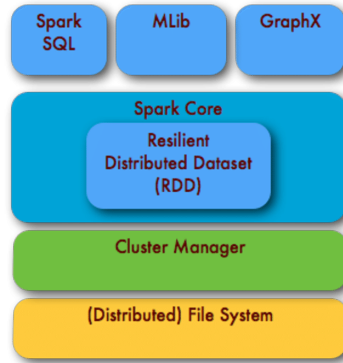 Spark
SQL
MLib
GraphX
Spark Core
Resilient
Distributed Dataset
(RDD)
Cluster Manager
(Distributed) File System